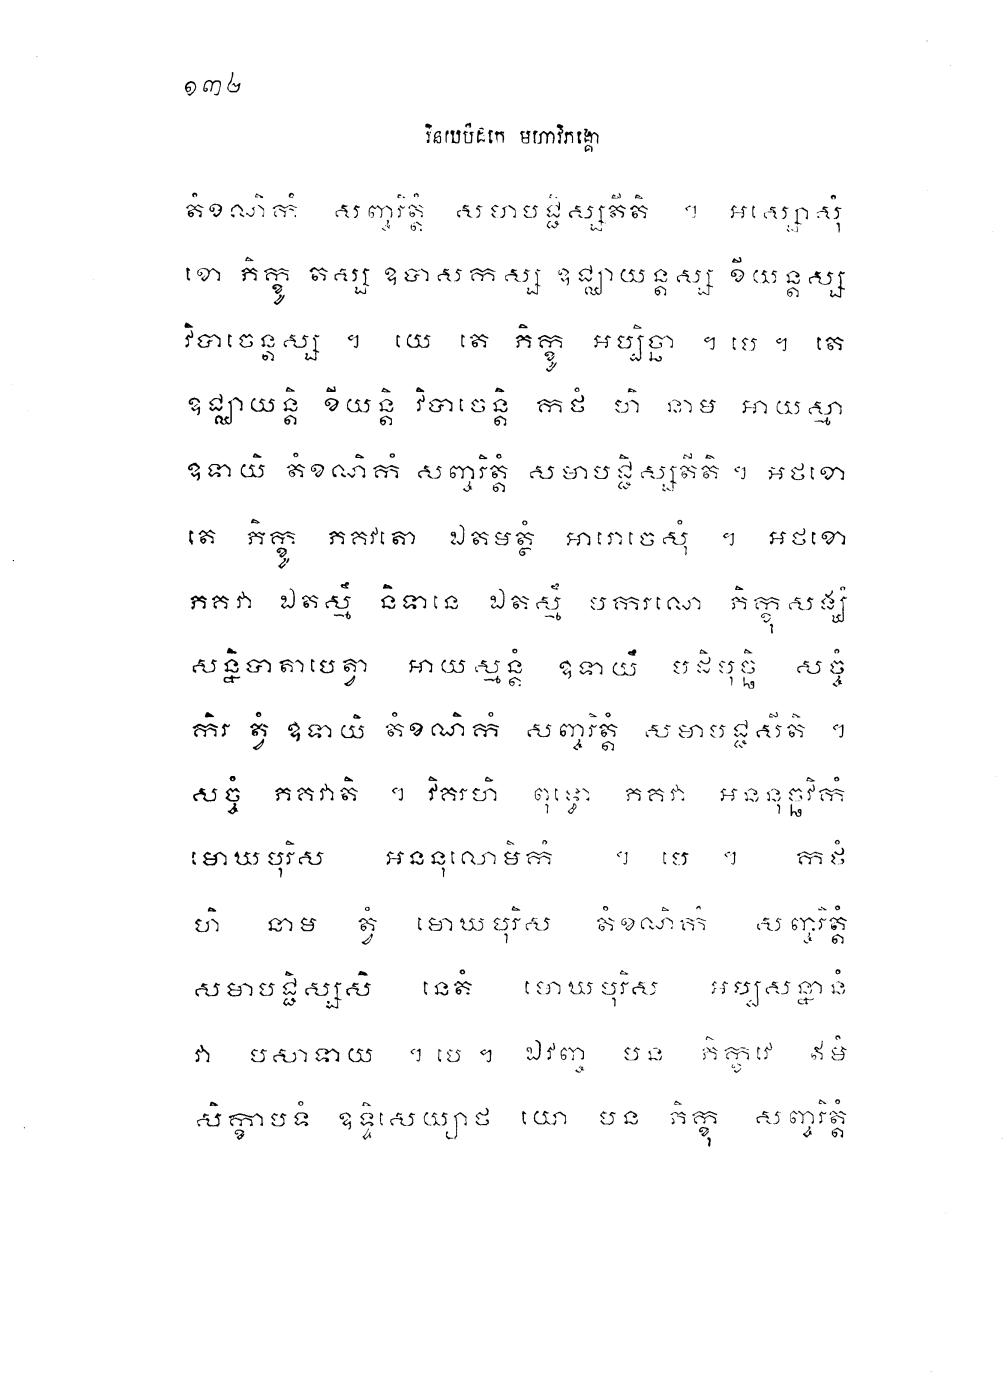 ១៣៤
វិនយបិដកេ មហាវិភង្គោ
តំខណិកំ សញ្ចរិត្តំ សមាបជ្ជិស្សតីតិ ។ អស្សោសុំ
ខោ ភិក្ខូ តស្ស ឧបាសកស្ស ឧជ្ឈាយន្តស្ស ខីយន្តស្ស
វិបាចេន្តស្ស ។ យេ តេ ភិក្ខូ អប្បិច្ឆា ។ បេ ។ តេ
ឧជ្ឈាយន្តិ ខីយន្តិ វិបាចេន្តិ កថំ ហិ នាម អាយស្មា
ឧទាយិ តំខណិកំ សញ្ចរិត្តំ សមាបជ្ជិស្សតីតិ ។ អថខោ
តេ ភិក្ខូ ភគវតោ ឯតមត្ថំ អារោចេសុំ ។ អថខោ
ភគវា ឯតស្មឹ និទានេ ឯតស្មឹ បករណេ ភិក្ខុសង្ឃំ
សន្និបាតាបេត្វា អាយស្មន្តំ ឧទាយឹ បដិបុច្ឆិ សច្ចំ
កិរ ត្វំ ឧទាយិ តំខណិកំ សញ្ចរិត្តំ សមាបជ្ជសីតិ ។
សច្ចំ ភគវាតិ ។ វិគរហិ ពុទ្ធោ ភគវា អននុច្ឆវិកំ
មោឃបុរិស អននុលោមិកំ ។ បេ ។ កថំ
ហិ នាម ត្វំ មោឃបុរិស តំខណិកំ សញ្ចរិត្តំ
សមាបជ្ជិស្សសិ នេតំ មោឃបុរិស អប្បសន្នានំ
វា បសាទាយ ។ បេ ។ ឯវញ្ច បន ភិក្ខវេ ឥមំ
សិក្ខាបទំ ឧទ្ទិសេយ្យាថ យោ បន ភិក្ខុ សញ្ចរិត្តំ